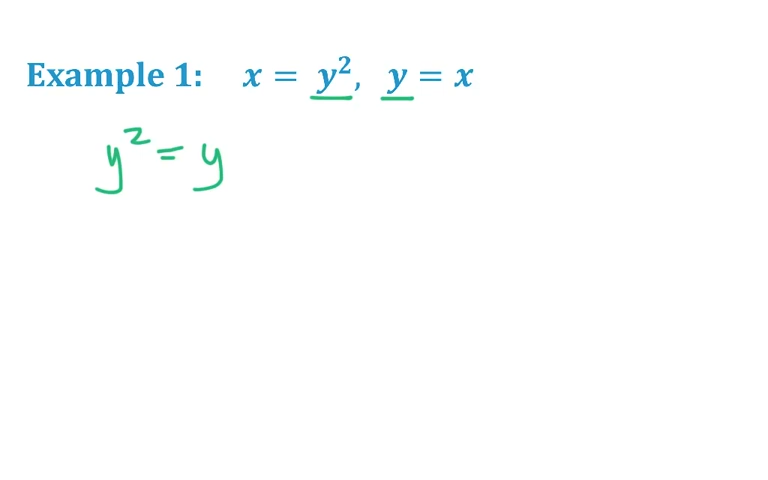 Example 1: x = y², y = x
y² = y